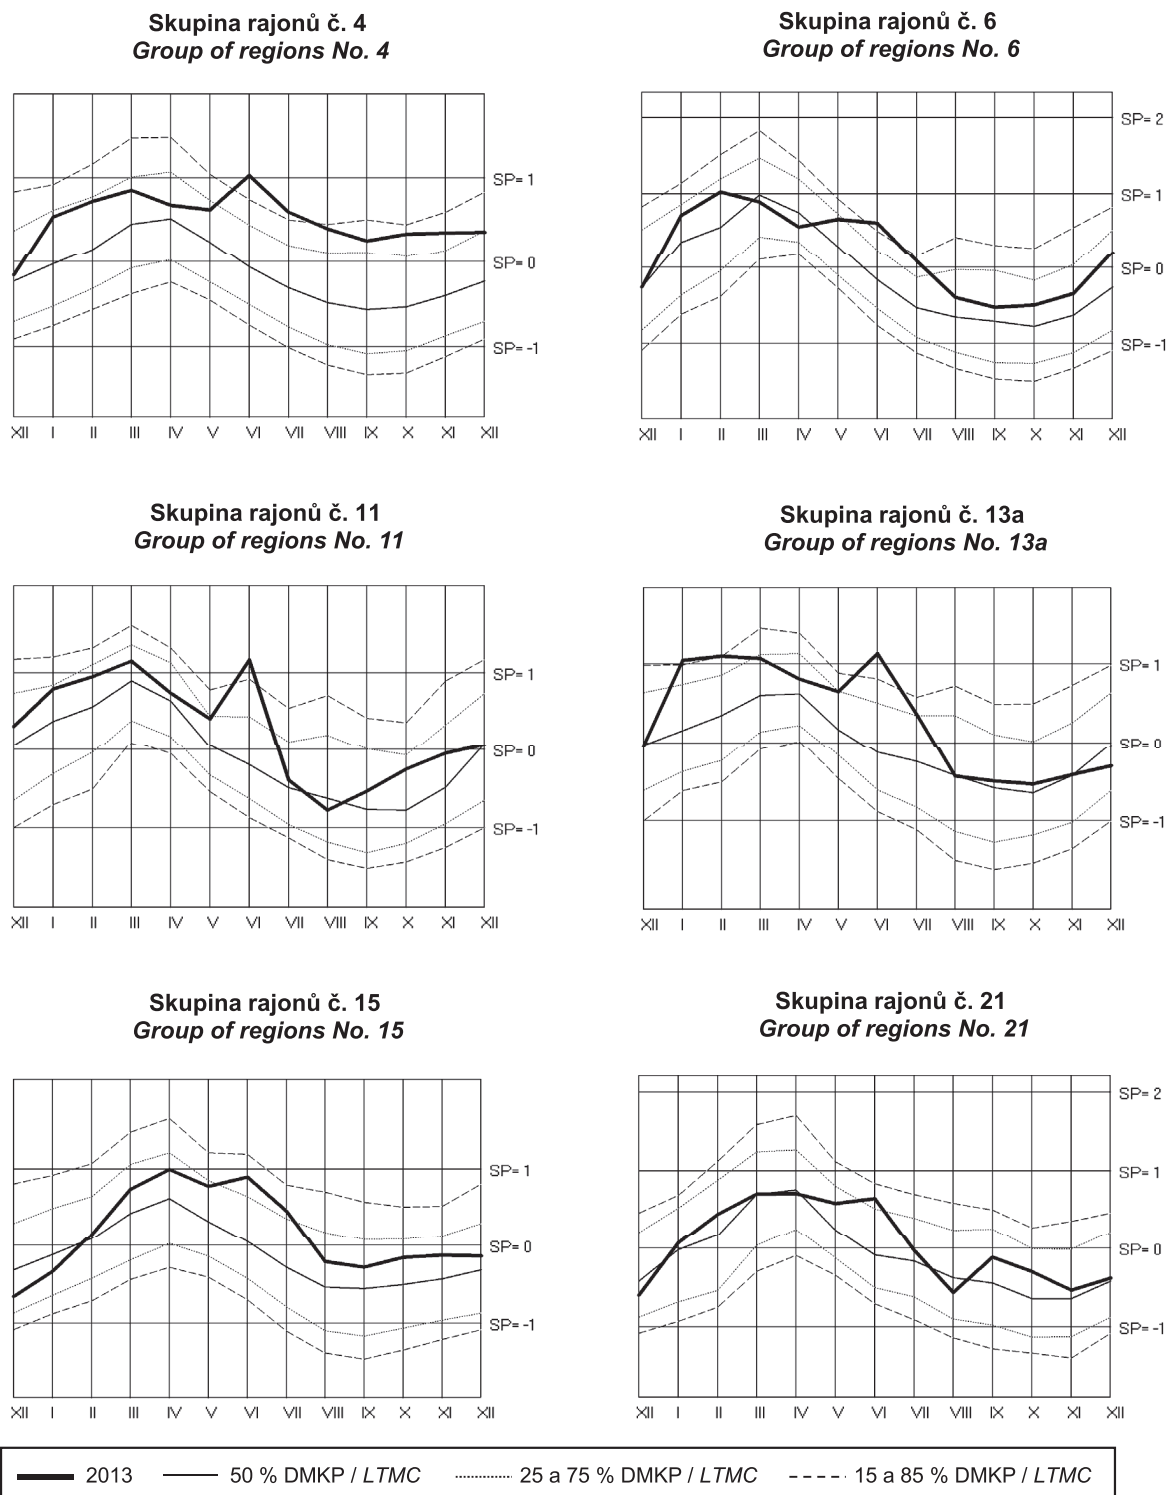 Skupina rajonů č. 4
Group of regions No. 4
SP= 1
SP= 0
SP= -1
XII I II III IV V VI VII VIII IX X XI XII
Skupina rajonů č. 6
Group of regions No. 6
SP= 2
SP= 1
SP= 0
SP= -1
XII I II III IV V VI VII VIII IX X XI XII
Skupina rajonů č. 11
Group of regions No. 11
SP= 1
SP= 0
SP= -1
XII I II III IV V VI VII VIII IX X XI XII
Skupina rajonů č. 13a
Group of regions No. 13a
SP= 1
SP= 0
SP= -1
XII I II III IV V VI VII VIII IX X XI XII
Skupina rajonů č. 15
Group of regions No. 15
SP= 1
SP= 0
SP= -1
XII I II III IV V VI VII VIII IX X XI XII
Skupina rajonů č. 21
Group of regions No. 21
SP= 2
SP= 1
SP= 0
SP= -1
XII I II III IV V VI VII VIII IX X XI XII
2013 50 % DMKP / LTMC 25 a 75 % DMKP / LTMC 15 a 85 % DMKP / LTMC